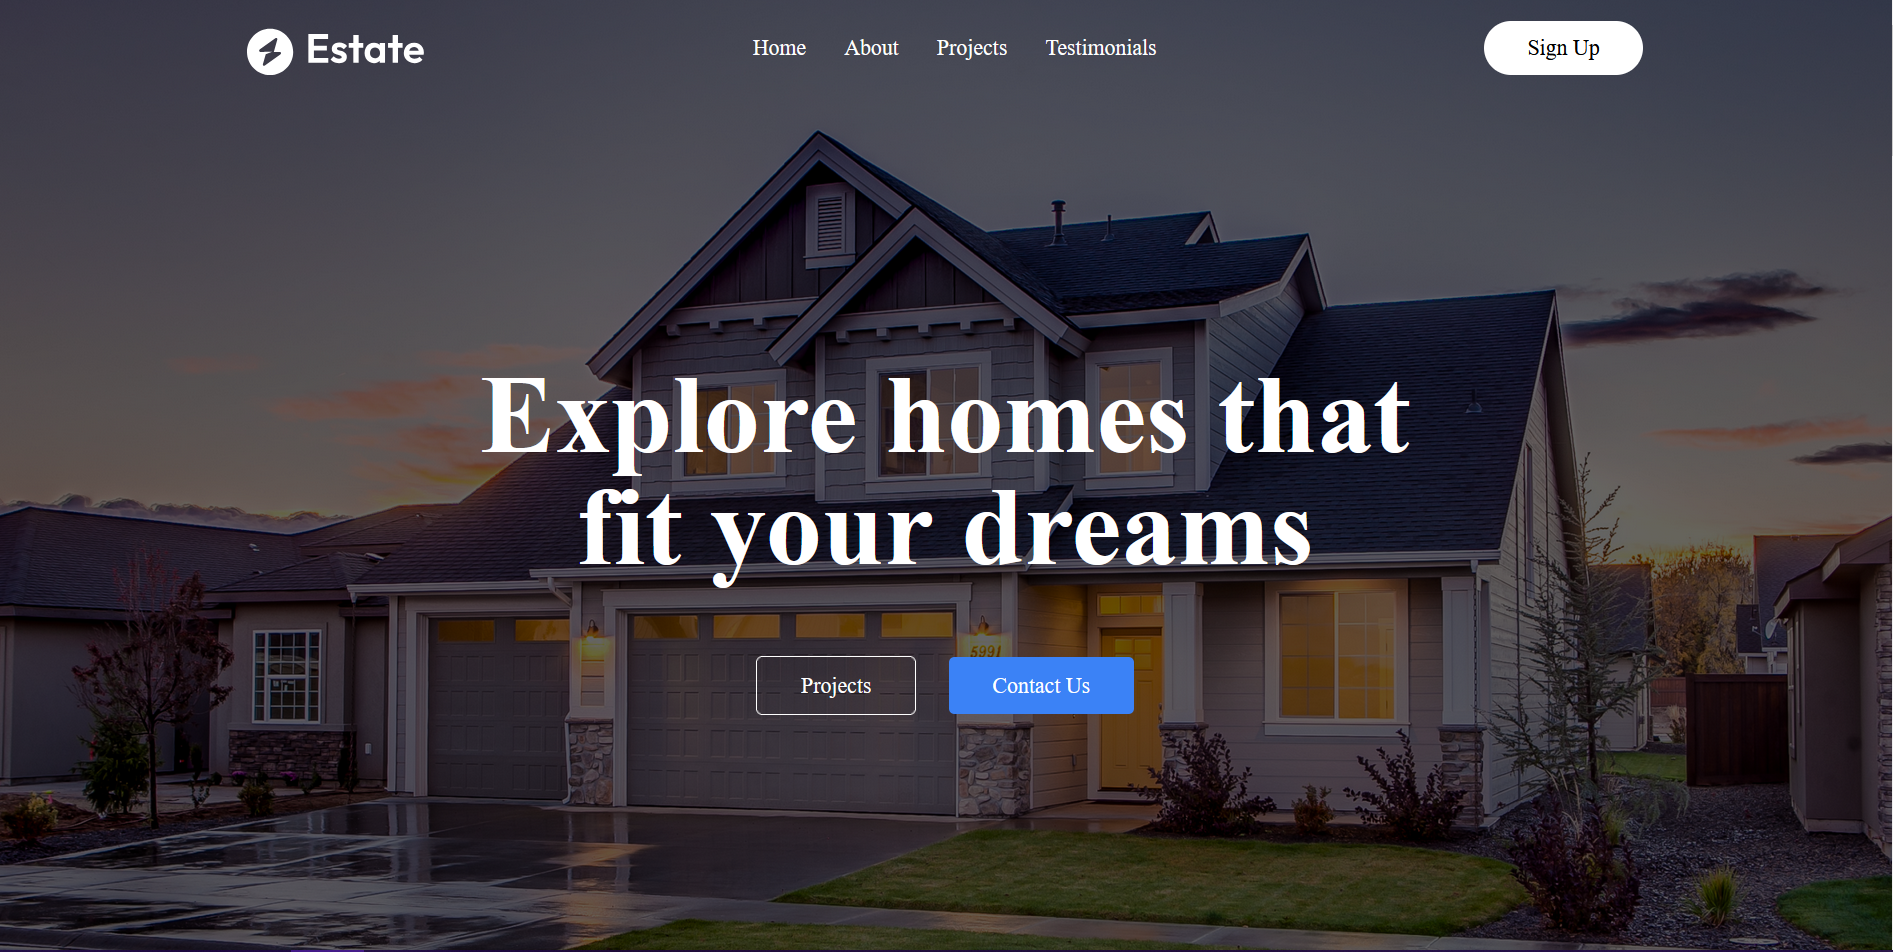 Estate
Home About Projects Testimonials
Sign Up
Explore homes that
fit your dreams
5991
Projects
Contact Us